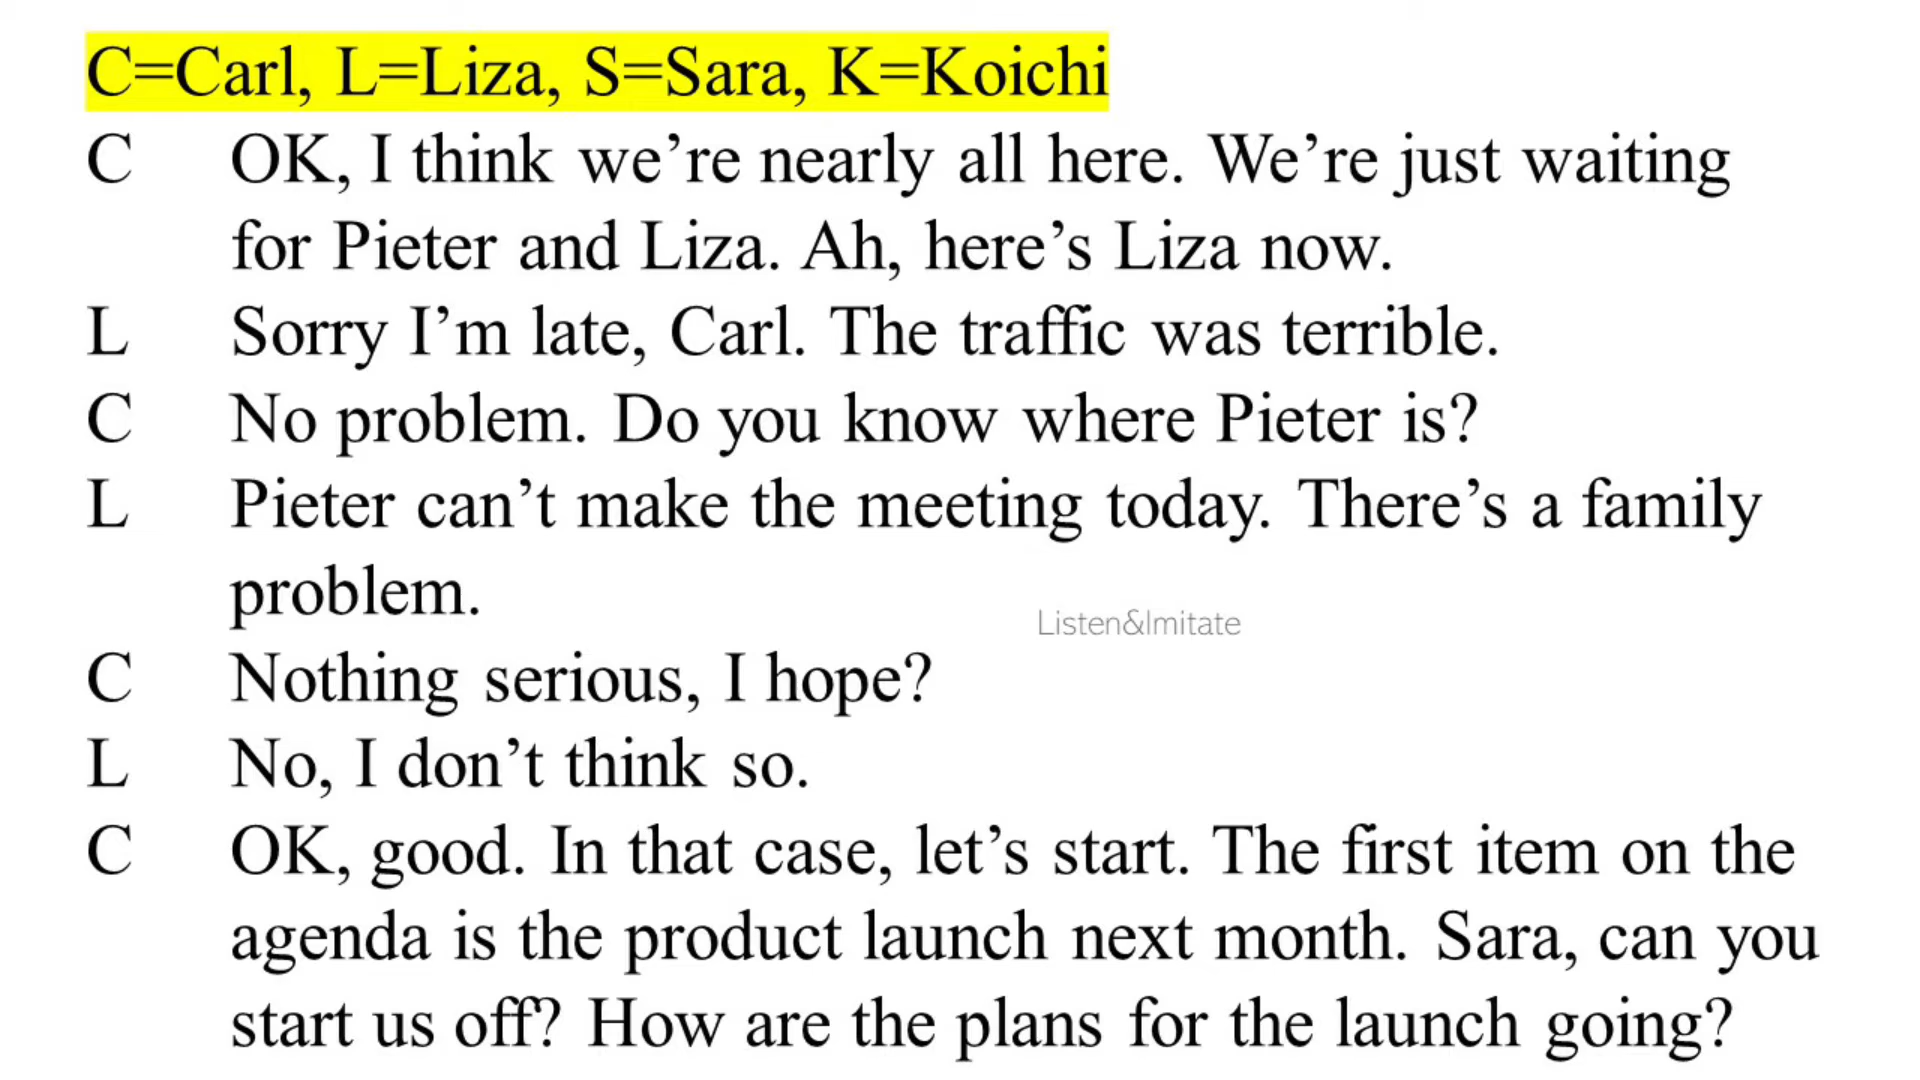 C=Carl, L=Liza, S=Sara, K=Koichi
C OK, I think we’re nearly all here. We’re just waiting
for Pieter and Liza. Ah, here’s Liza now.
L Sorry I’m late, Carl. The traffic was terrible.
C No problem. Do you know where Pieter is?
L Pieter can’t make the meeting today. There’s a family
problem.
Listen&Imitate
C Nothing serious, I hope?
L No, I don’t think so.
C OK, good. In that case, let’s start. The first item on the
agenda is the product launch next month. Sara, can you
start us off? How are the plans for the launch going?